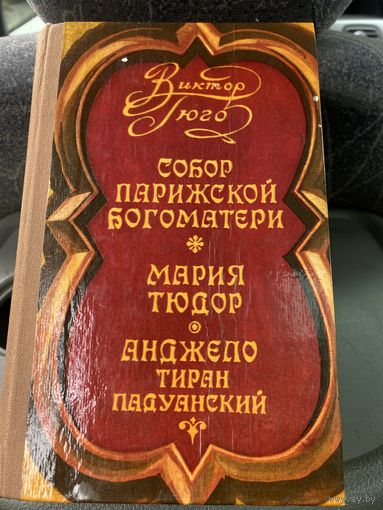 Виктор
Гюго
СОБОР
ПАРИЖСКОЙ
БОГОМАТЕРИ
МАРИЯ
ТЮДОР
АНДЖЕЛО
ТИРАН
ПАДУАНСКИЙ